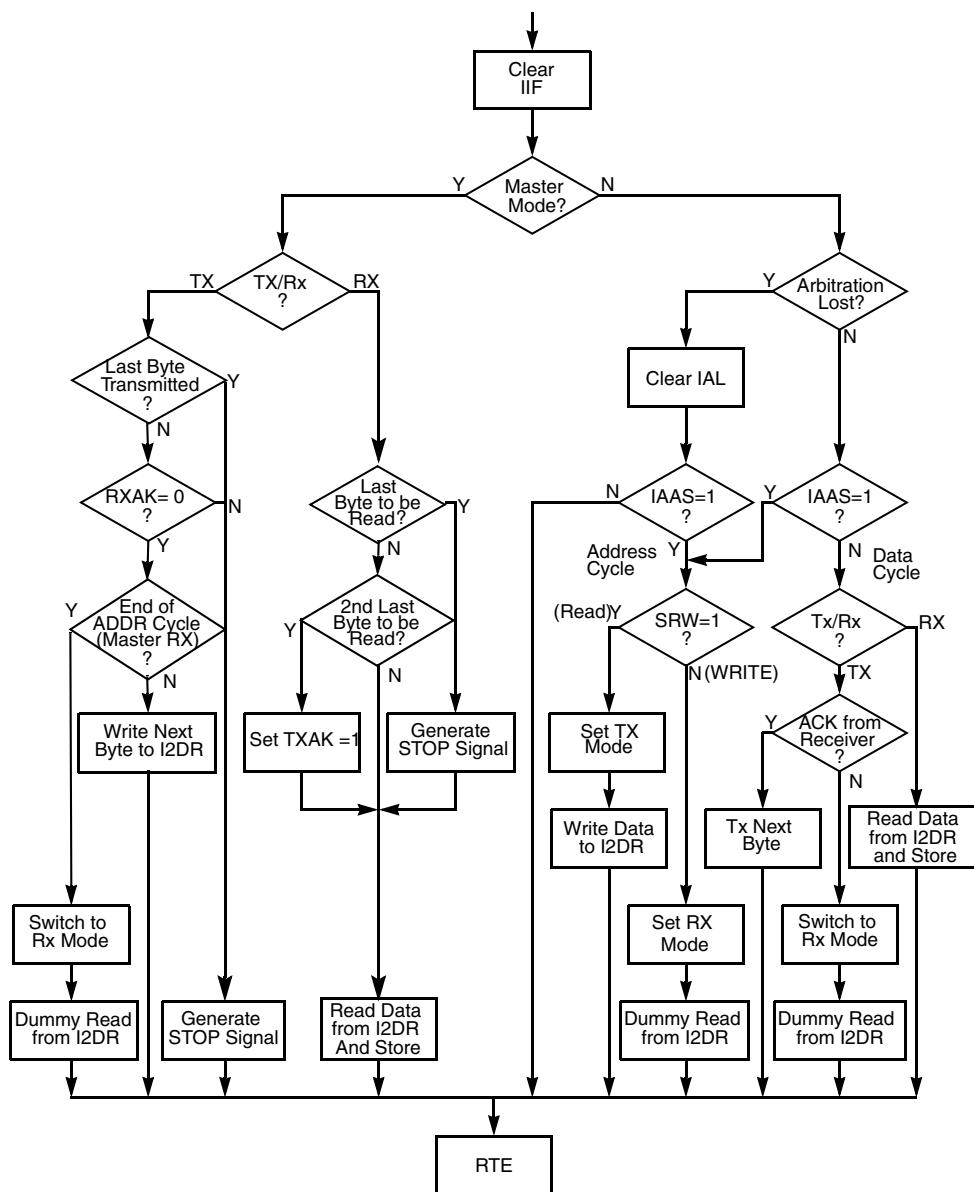 Clear
IIF
Y
Master
Mode?
N
TX
TX/Rx
?
RX
Y
Arbitration
Lost?
N
Last Byte
Transmitted
?
Y
N
Clear IAL
RXAK= 0
?
N
Y
Last
Byte to be
Read?
Y
N
N
IAAS=1
?
Y
Address
Cycle
Y
IAAS=1
?
N
Data
Cycle
Y
End of
ADDR Cycle
(Master RX)
?
N
Y
2nd Last
Byte to be
Read?
N
(Read)
Y
SRW=1
?
N
(WRITE)
Tx/Rx
?
RX
TX
Write Next
Byte to I2DR
Set TXAK =1
Generate
STOP Signal
Set TX
Mode
Y
ACK from
Receiver
?
N
Write Data
to I2DR
Tx Next
Byte
Read Data
from I2DR
and Store
Switch to
Rx Mode
Set RX
Mode
Switch to
Rx Mode
Dummy Read
from I2DR
Generate
STOP Signal
Read Data
from I2DR
And Store
Dummy Read
from I2DR
Dummy Read
from I2DR
RTE